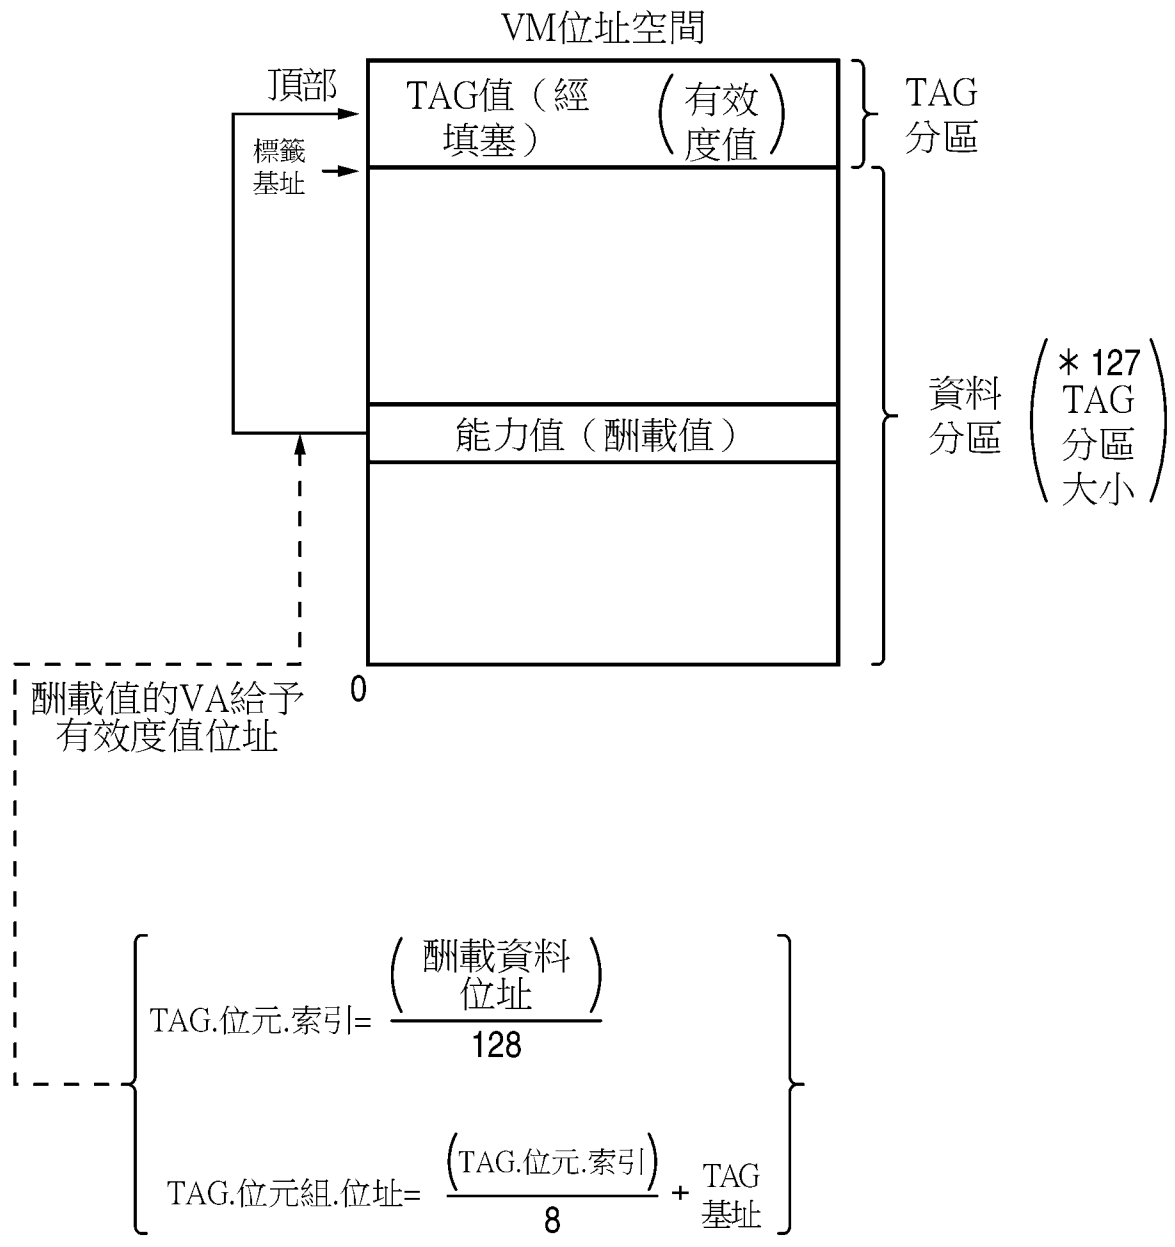 VM位址空間
頂部
TAG值（經
填塞）
(有效
度值)
TAG
分區
標籤
基址
能力值（酬載值）
資料
分區
(＊127
TAG
分區
大小)
0
酬載值的VA給予
有效度值位址
TAG.位元.索引=
(酬載資料
位址)
128
TAG.位元組.位址=
(TAG.位元.索引)
8
+
TAG
基址